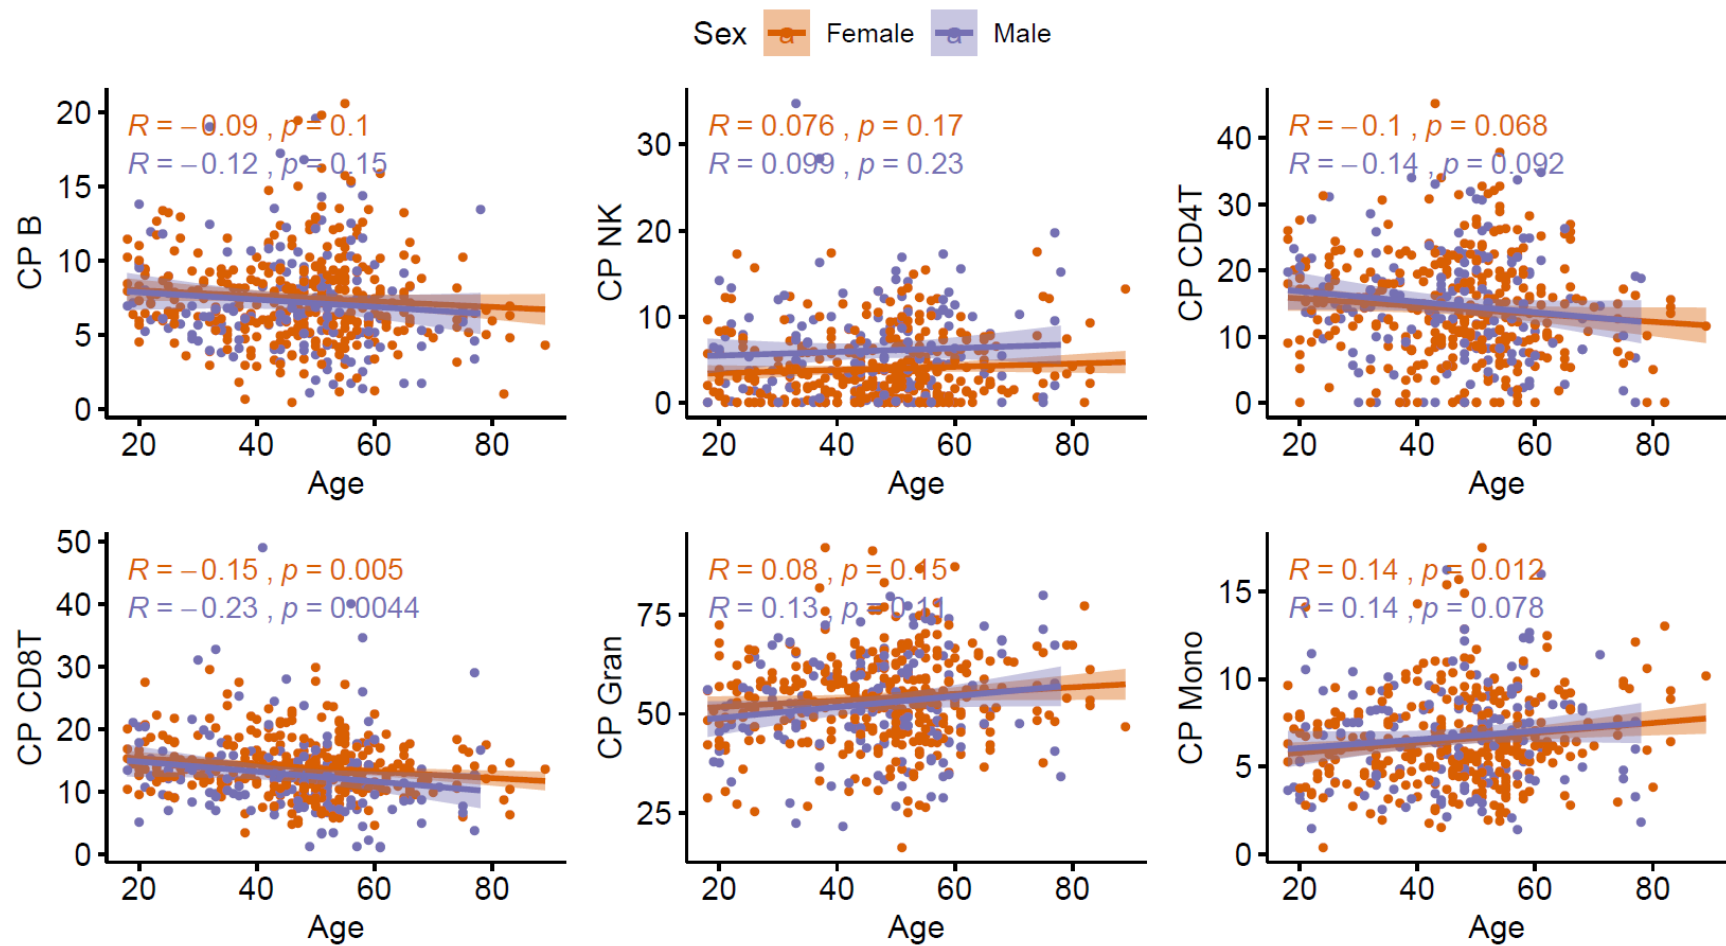 Sex a Female a Male
R = −0.09 , p = 0.1
R = −0.12 , p = 0.15
CP B
20
15
10
5
0
20 40 60 80
Age
R = 0.076 , p = 0.17
R = 0.099 , p = 0.23
CP NK
30
20
10
0
20 40 60 80
Age
R = −0.1 , p = 0.068
R = −0.14 , p = 0.092
CP CD4T
40
30
20
10
0
20 40 60 80
Age
R = −0.15 , p = 0.005
R = −0.23 , p = 0.0044
CP CD8T
50
40
30
20
10
0
20 40 60 80
Age
R = 0.08 , p = 0.15
R = 0.13 , p = 0.11
CP Gran
75
50
25
20 40 60 80
Age
R = 0.14 , p = 0.012
R = 0.14 , p = 0.078
CP Mono
15
10
5
0
20 40 60 80
Age